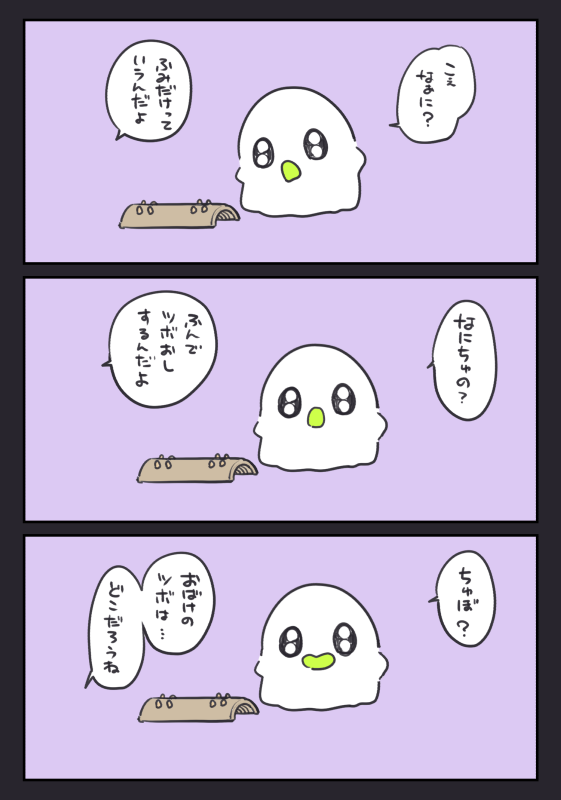 こぇ
なぁに？
ふみだけって
いうんだよ
なにちゅの？
ふんで
ツボおし
するんだよ
ちゅぼ？
おばけの
ツボは…
どこだろうね